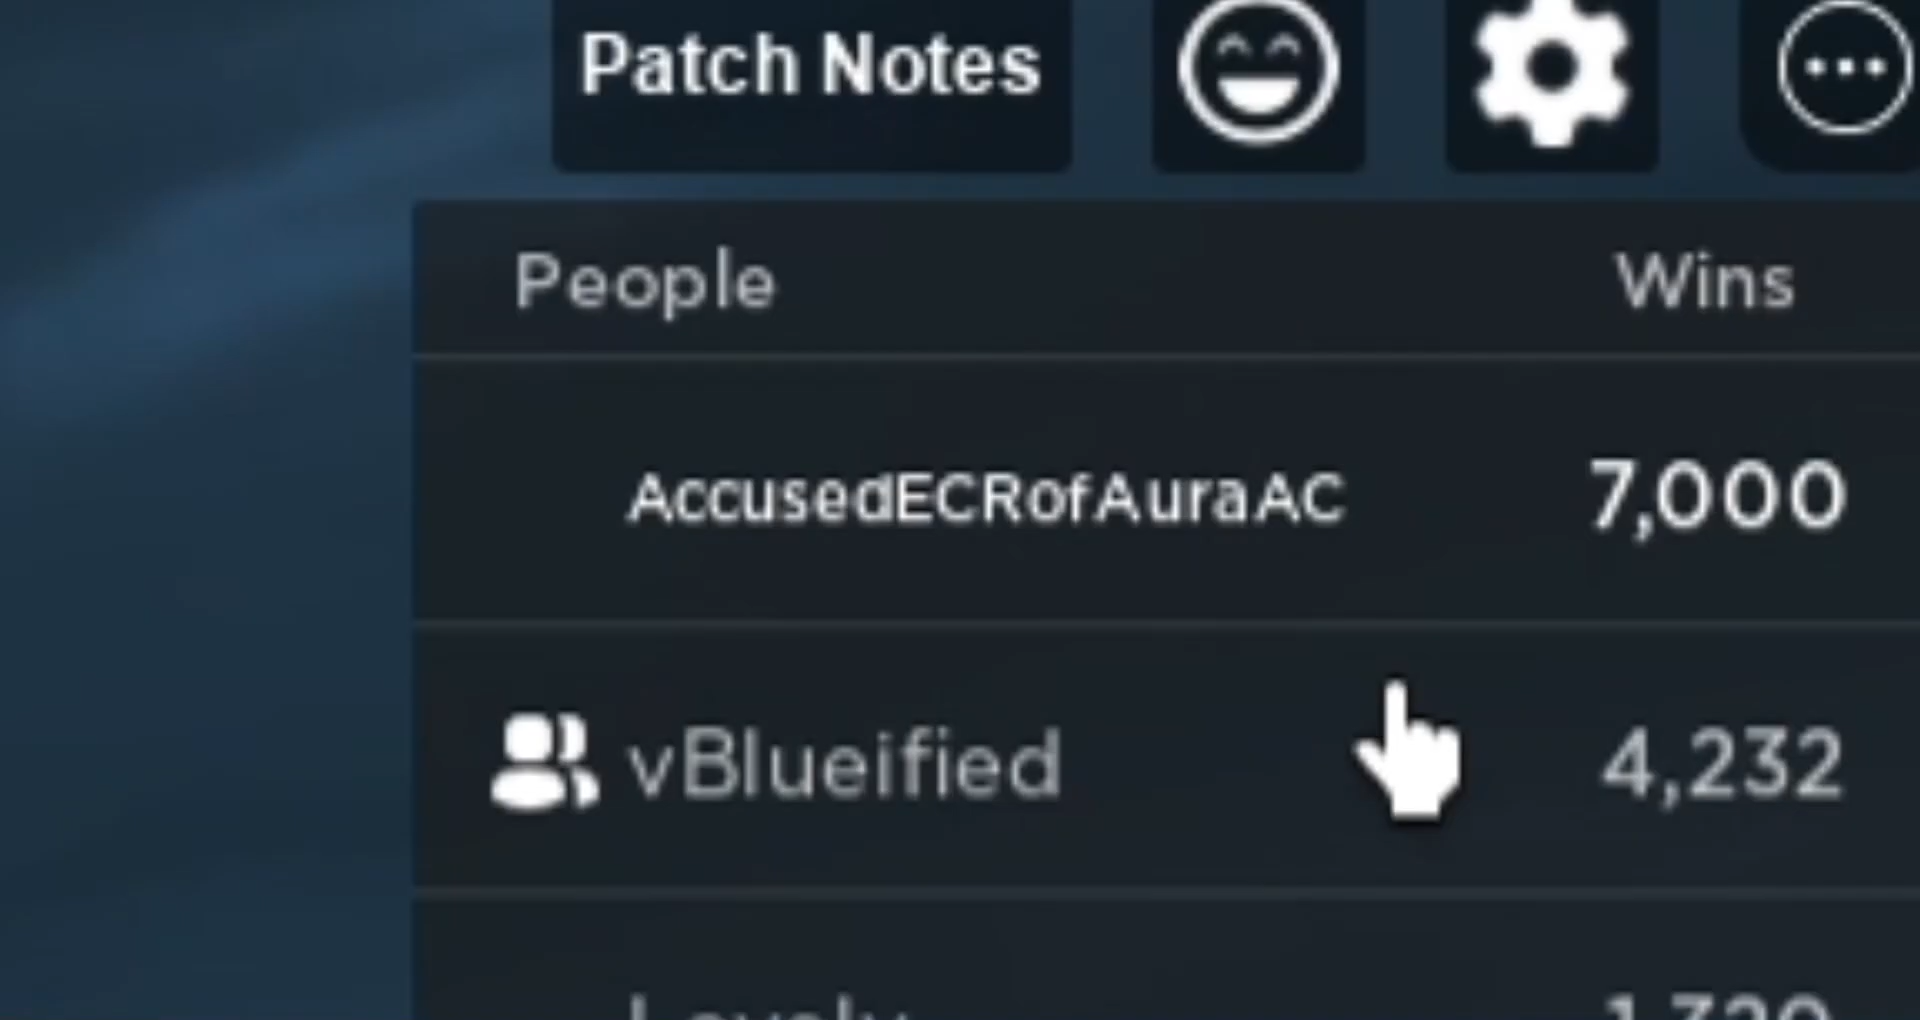 Patch Notes
People Wins
AccusedECRofAuraAC 7,000
vBlueified 4,232